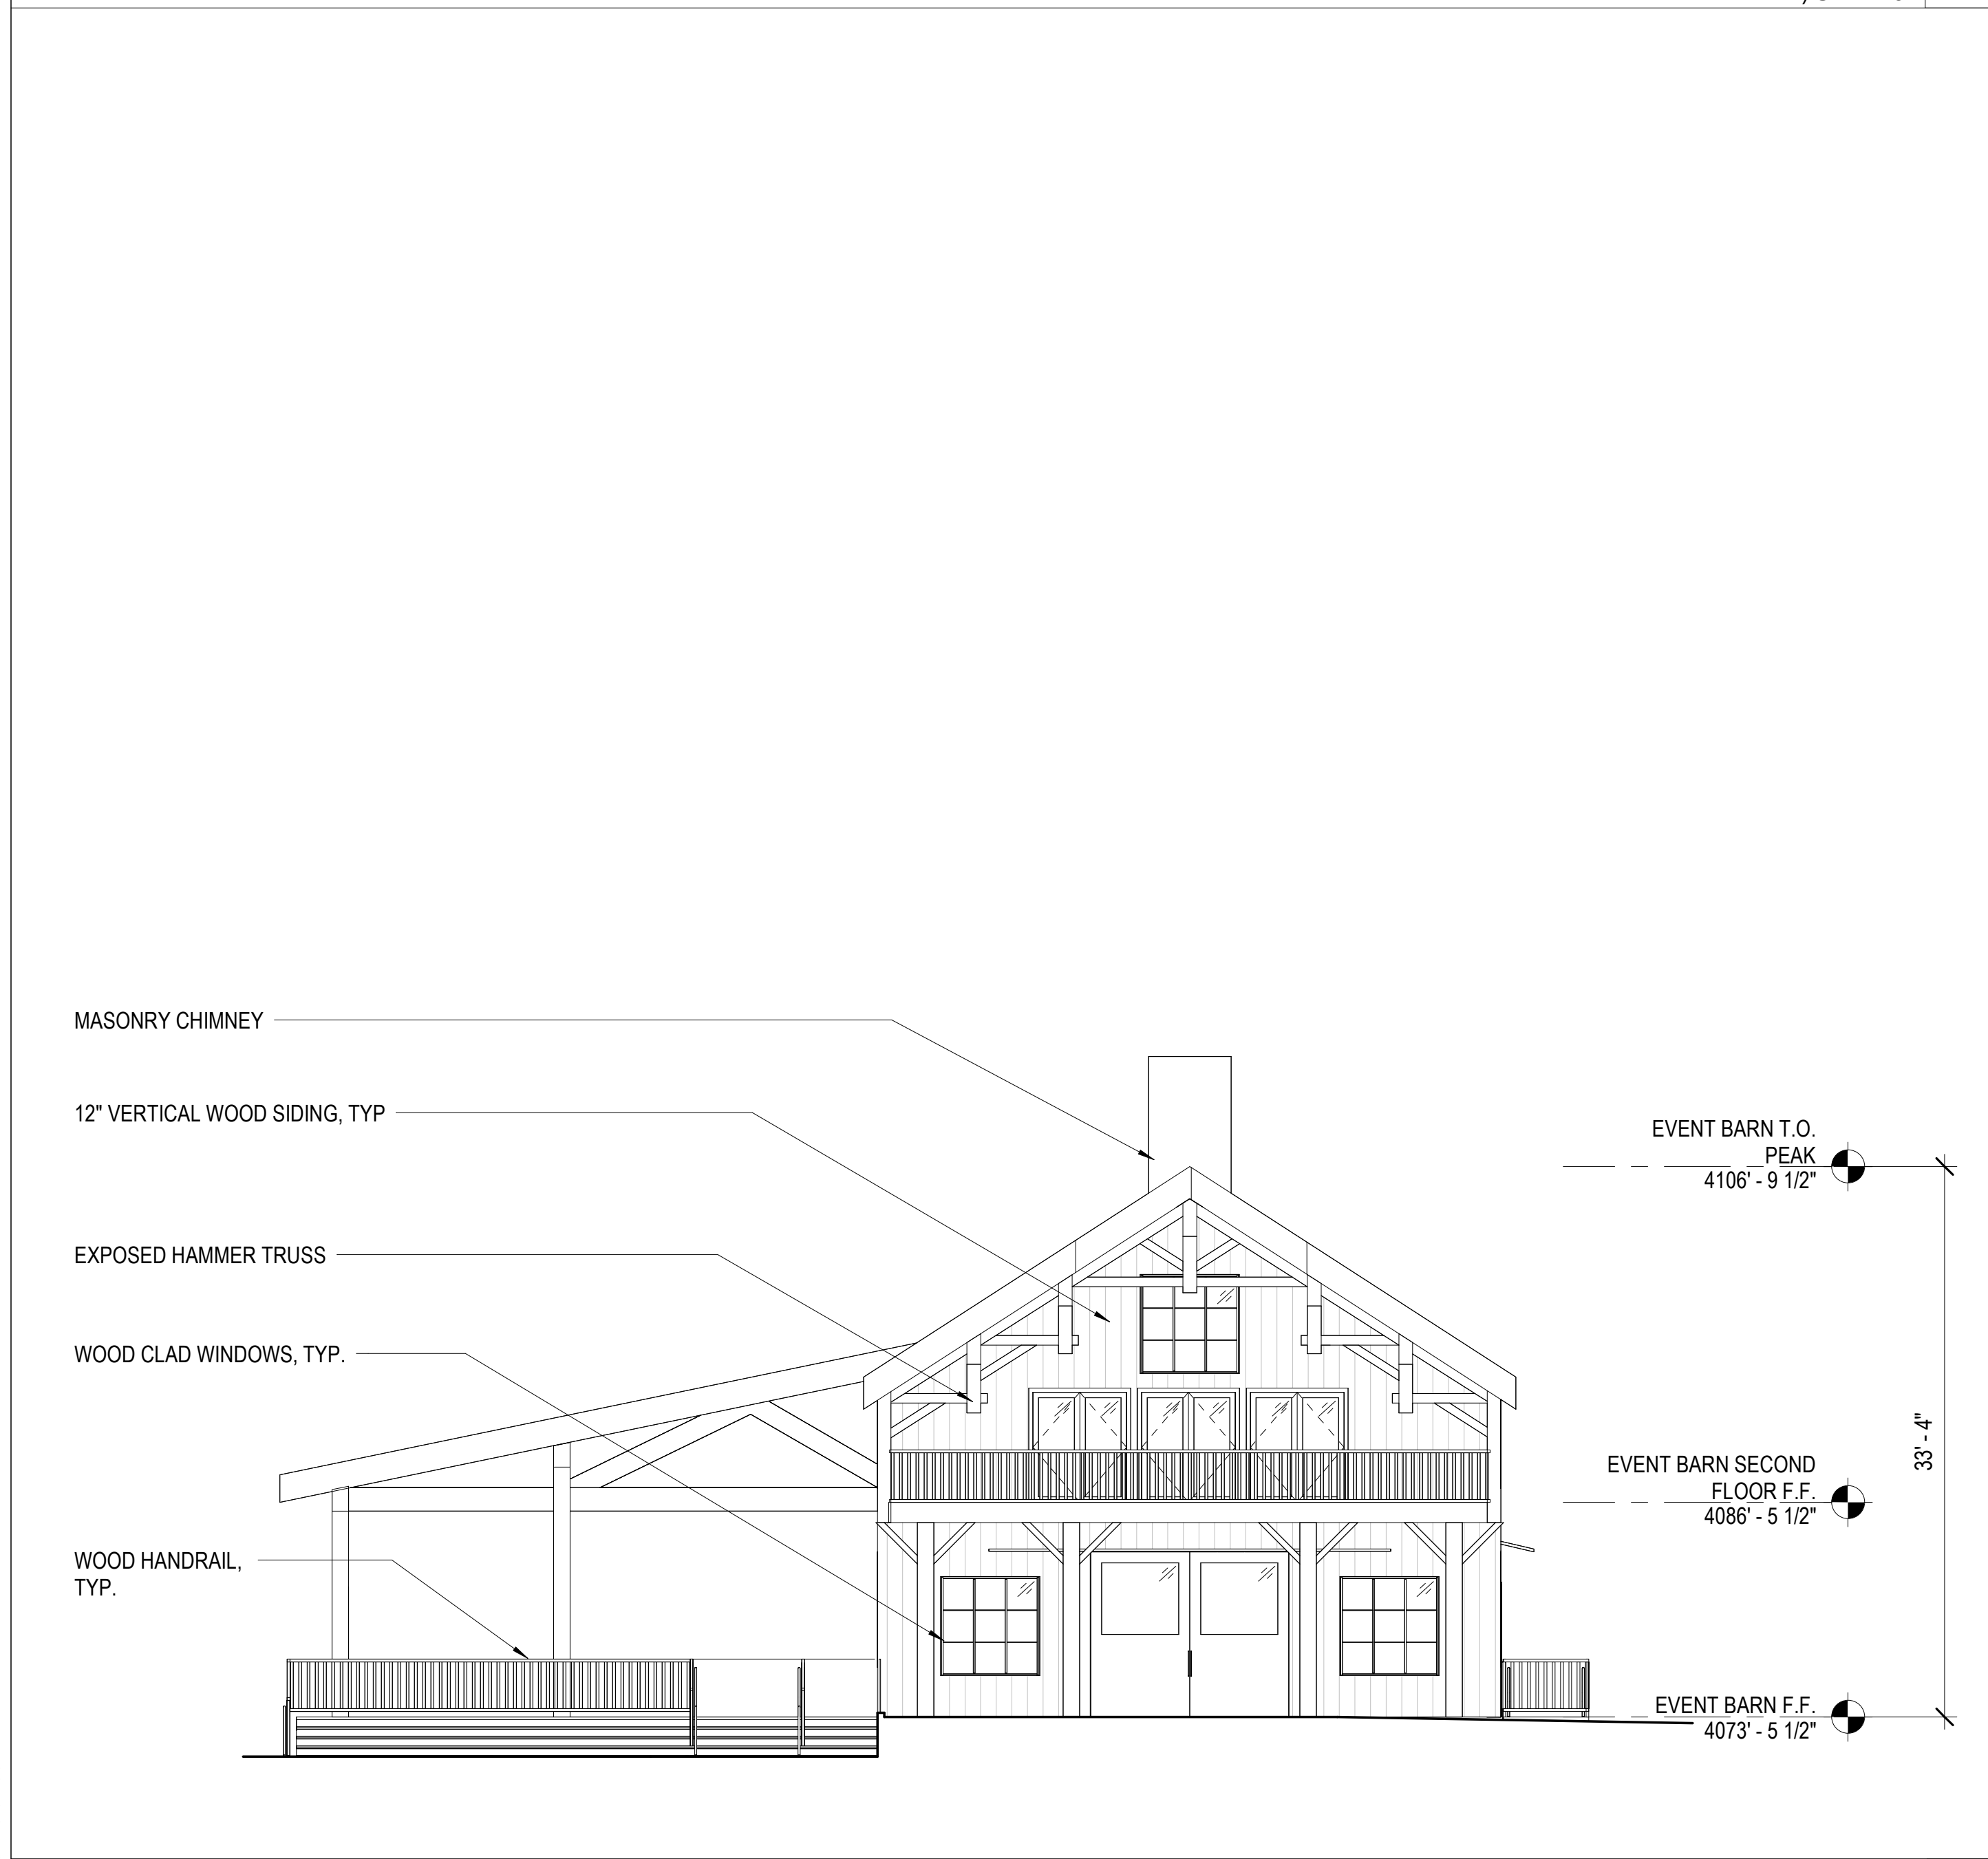 MASONRY CHIMNEY
12" VERTICAL WOOD SIDING, TYP
EXPOSED HAMMER TRUSS
WOOD CLAD WINDOWS, TYP.
WOOD HANDRAIL,
TYP.
EVENT BARN T.O.
PEAK
4106' - 9 1/2"
EVENT BARN SECOND
FLOOR F.F.
4086' - 5 1/2"
33' - 4"
EVENT BARN F.F.
4073' - 5 1/2"